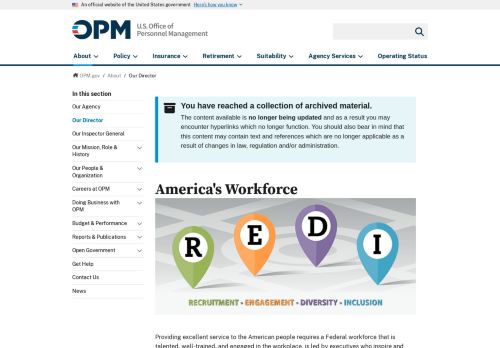 An official website of the United States government Here's how you know
OPM U.S. Office of
Personnel Management
About Policy Insurance Retirement Suitability Agency Services Operating Status
OPM.gov / About / Our Director
In this section
Our Agency
Our Director
Our Inspector General
Our Mission, Role &
History
Our People &
Organization
Careers at OPM
Doing Business with
OPM
Budget & Performance
Reports & Publications
Open Government
Get Help
Contact Us
News
You have reached a collection of archived material.
The content available is no longer being updated and as a result you may
encounter hyperlinks which no longer function. You should also bear in mind that
this content may contain text and references which are no longer applicable as a
result of changes in law, regulation and/or administration.
America's Workforce
R E D I
RECRUITMENT • ENGAGEMENT • DIVERSITY • INCLUSION
Providing excellent service to the American people requires a Federal workforce that is
talented, well-trained, and engaged in the workplace, is led by executives who inspire and